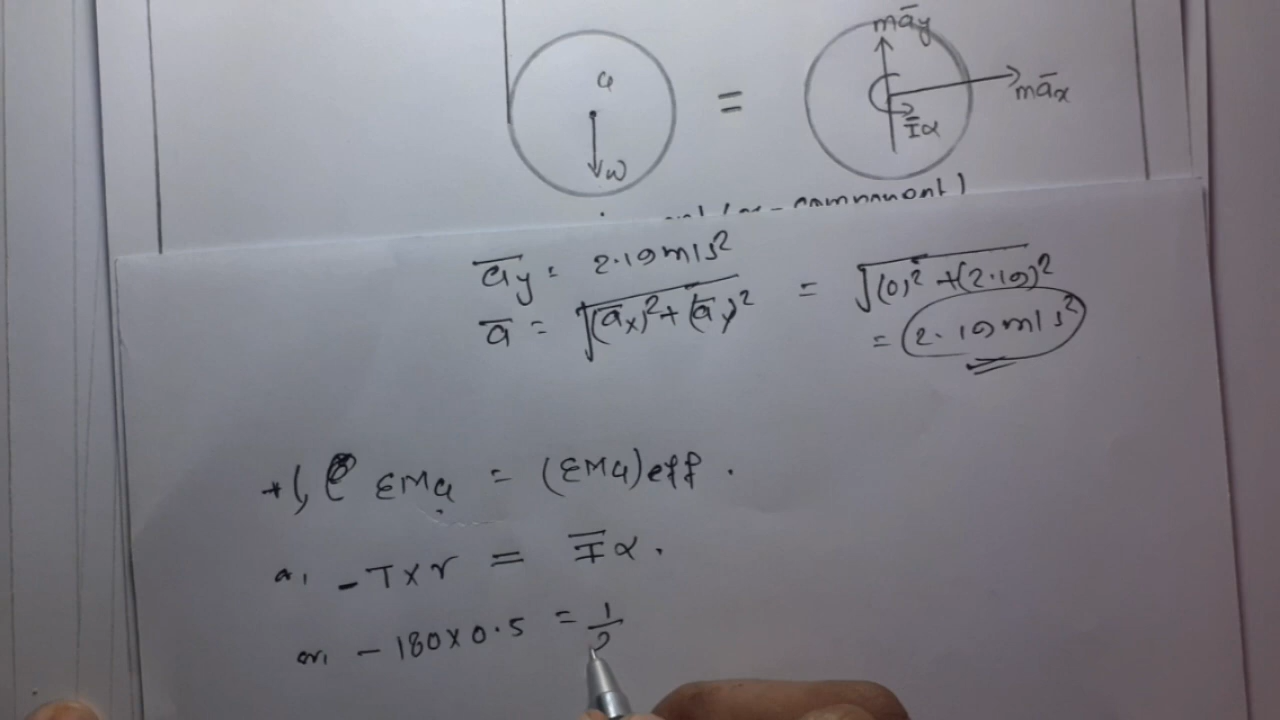 māy
G
=
māx
Īα
W
āy = 2.19 m/s²
ā = √(āx)²+(āy)² = √(0)²+(2.19)²
= 2.19 m/s²
ΣMG = (ΣMG)eff.
or, -T×r = Īα.
or, -180×0.5 = 1/2